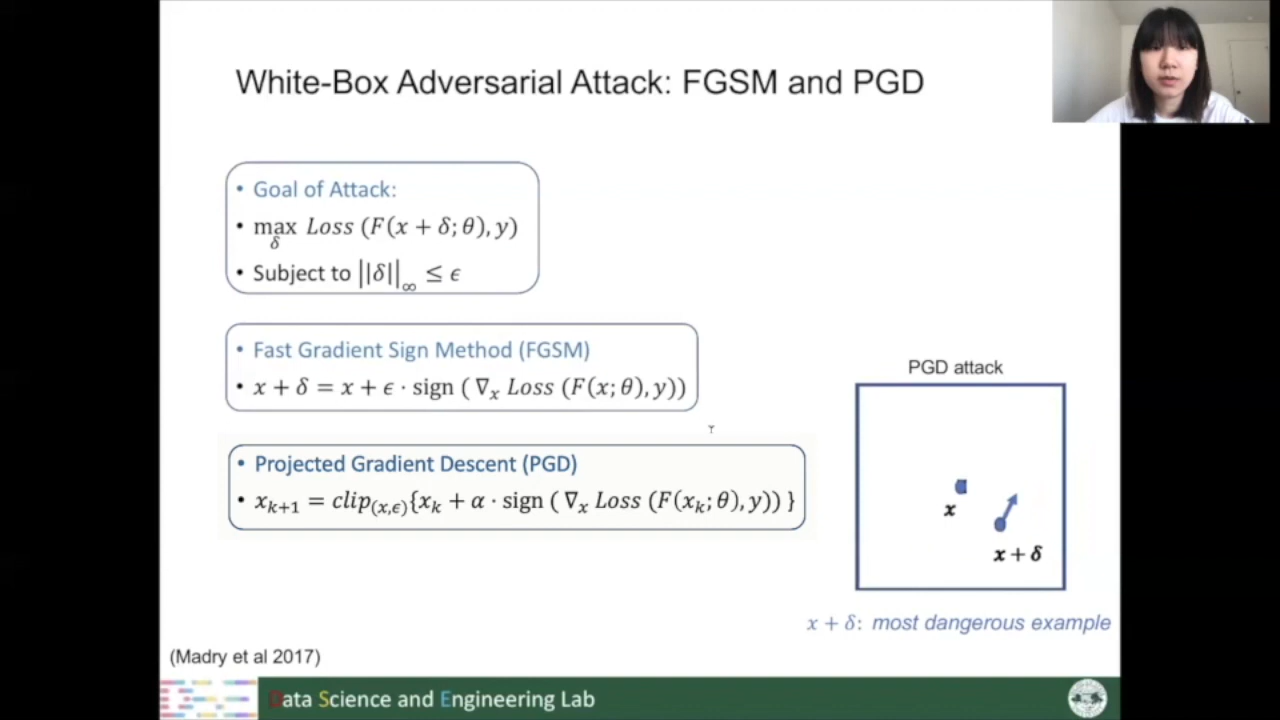 White-Box Adversarial Attack: FGSM and PGD
• Goal of Attack:
• max_δ Loss (F(x + δ; θ), y)
• Subject to ||δ||_∞ ≤ ϵ
• Fast Gradient Sign Method (FGSM)
• x + δ = x + ϵ · sign ( ∇_x Loss (F(x; θ), y))
• Projected Gradient Descent (PGD)
• x_{k+1} = clip_{(x,ϵ)}{x_k + α · sign ( ∇_x Loss (F(x_k; θ), y)) }
PGD attack
x
x + δ
x + δ: most dangerous example
(Madry et al 2017)
Data Science and Engineering Lab